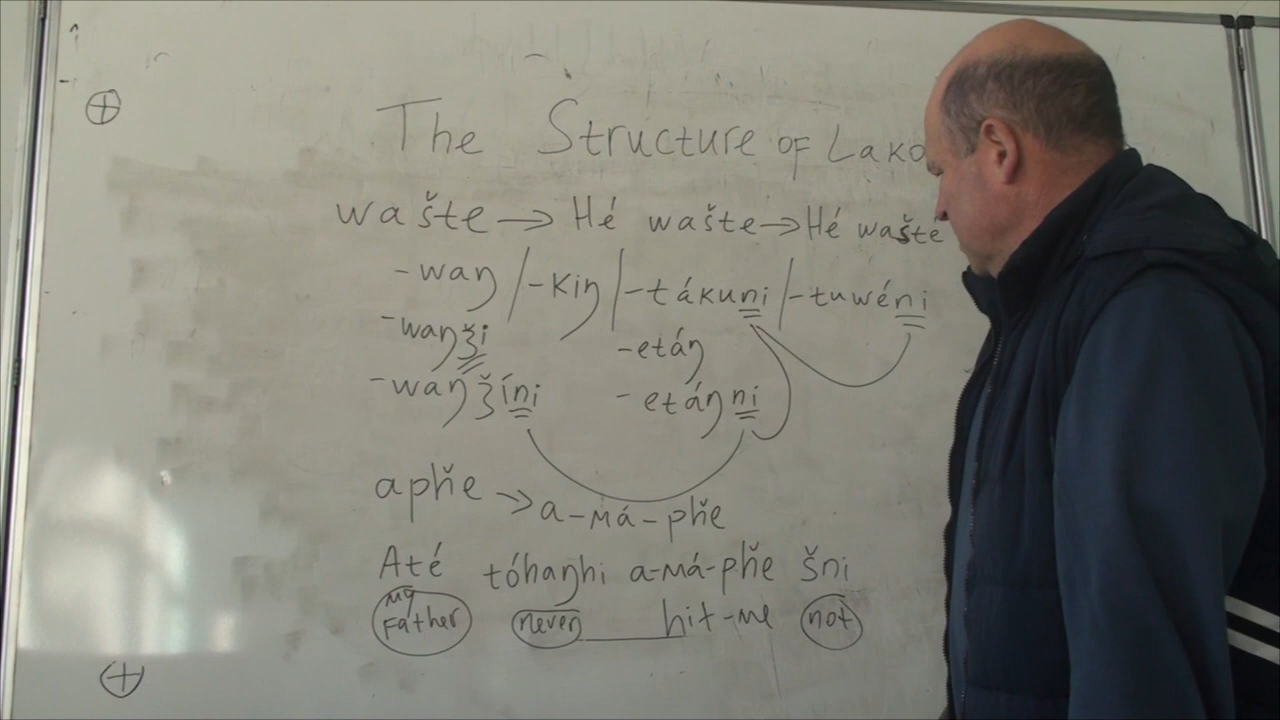 The Structure of Lako
wašte → Hé wašte → Hé wašté
-waŋ / -kiŋ / -tákuni / -tuwéni
-waŋži -etáŋ
-waŋžíni -etáŋni
apȟe → a-má-pȟe
Até tóhaŋhi a-má-pȟe šni
my Father never hit-me not